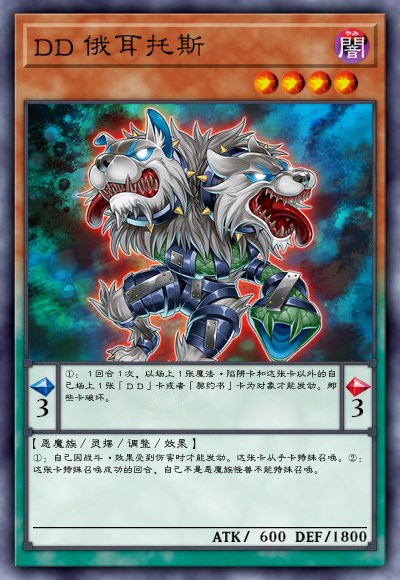 DD 俄耳托斯
やみ
闇
①：1回合1次，以场上1张魔法·陷阱卡和这张卡以外的自
己场上1张「DD」卡或者「契约书」卡为对象才能发动。那
些卡破坏。
3
3
【恶魔族/灵摆/调整/效果】
①：自己因战斗·效果受到伤害时才能发动。这张卡从手卡特殊召唤。②：
这张卡特殊召唤成功的回合，自己不是恶魔族怪兽不能特殊召唤。
ATK/ 600 DEF/1800